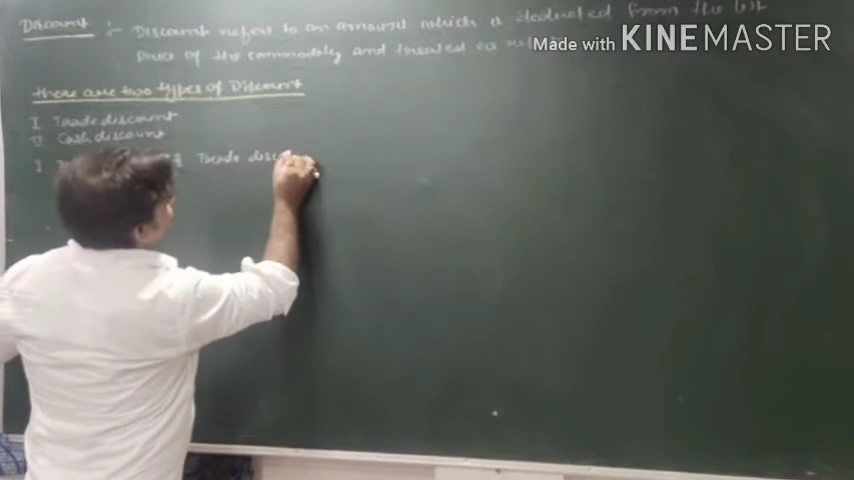 Discount :- Discount refers to an amount which is deducted from the list
price of the commodity and treated as
Made with KINEMASTER
There are two types of Discount
I Trade discount
II Cash discount
I Trade disc